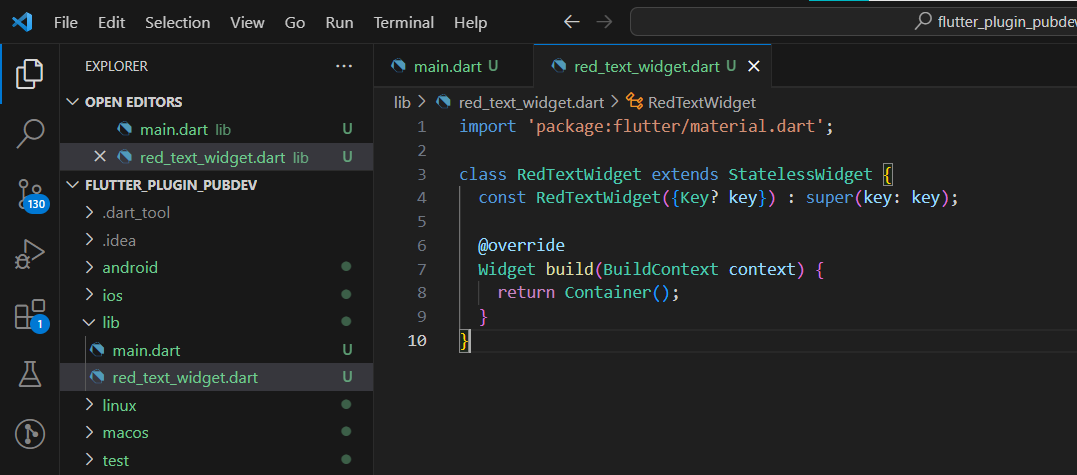 File Edit Selection View Go Run Terminal Help
flutter_plugin_pubdev
EXPLORER
OPEN EDITORS
main.dart lib U
red_text_widget.dart lib U
FLUTTER_PLUGIN_PUBDEV
.dart_tool
.idea
android
ios
lib
main.dart U
red_text_widget.dart U
linux
macos
test
130
1
main.dart U
red_text_widget.dart U
lib > red_text_widget.dart > RedTextWidget
1 import 'package:flutter/material.dart';
2
3 class RedTextWidget extends StatelessWidget {
4 const RedTextWidget({Key? key}) : super(key: key);
5
6 @override
7 Widget build(BuildContext context) {
8 return Container();
9 }
10 }